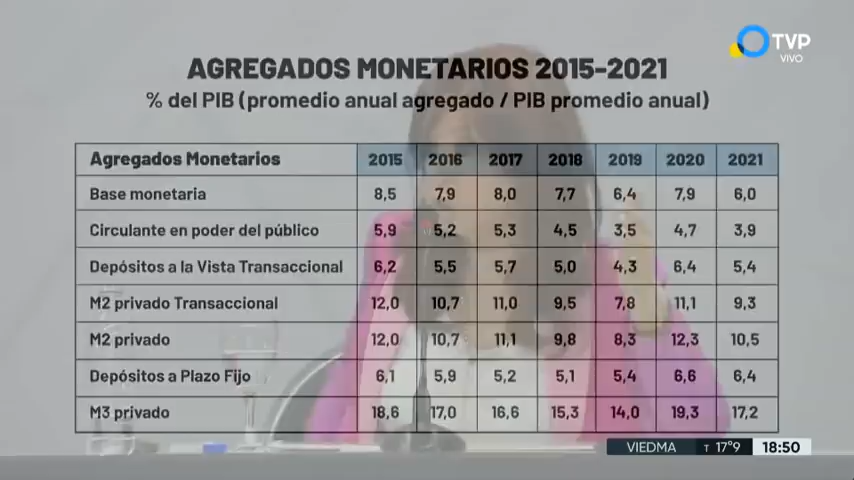 TVP
VIVO
AGREGADOS MONETARIOS 2015-2021
% del PIB (promedio anual agregado / PIB promedio anual)
Agregados Monetarios 2015 2016 2017 2018 2019 2020 2021
Base monetaria 8,5 7,9 8,0 7,7 6,4 7,9 6,0
Circulante en poder del público 5,9 5,2 5,3 4,5 3,5 4,7 3,9
Depósitos a la Vista Transaccional 6,2 5,5 5,7 5,0 4,3 6,4 5,4
M2 privado Transaccional 12,0 10,7 11,0 9,5 7,8 11,1 9,3
M2 privado 12,0 10,7 11,1 9,8 8,3 12,3 10,5
Depósitos a Plazo Fijo 6,1 5,9 5,2 5,1 5,4 6,6 6,4
M3 privado 18,6 17,0 16,6 15,3 14,0 19,3 17,2
VIEDMA T 17°9 18:50